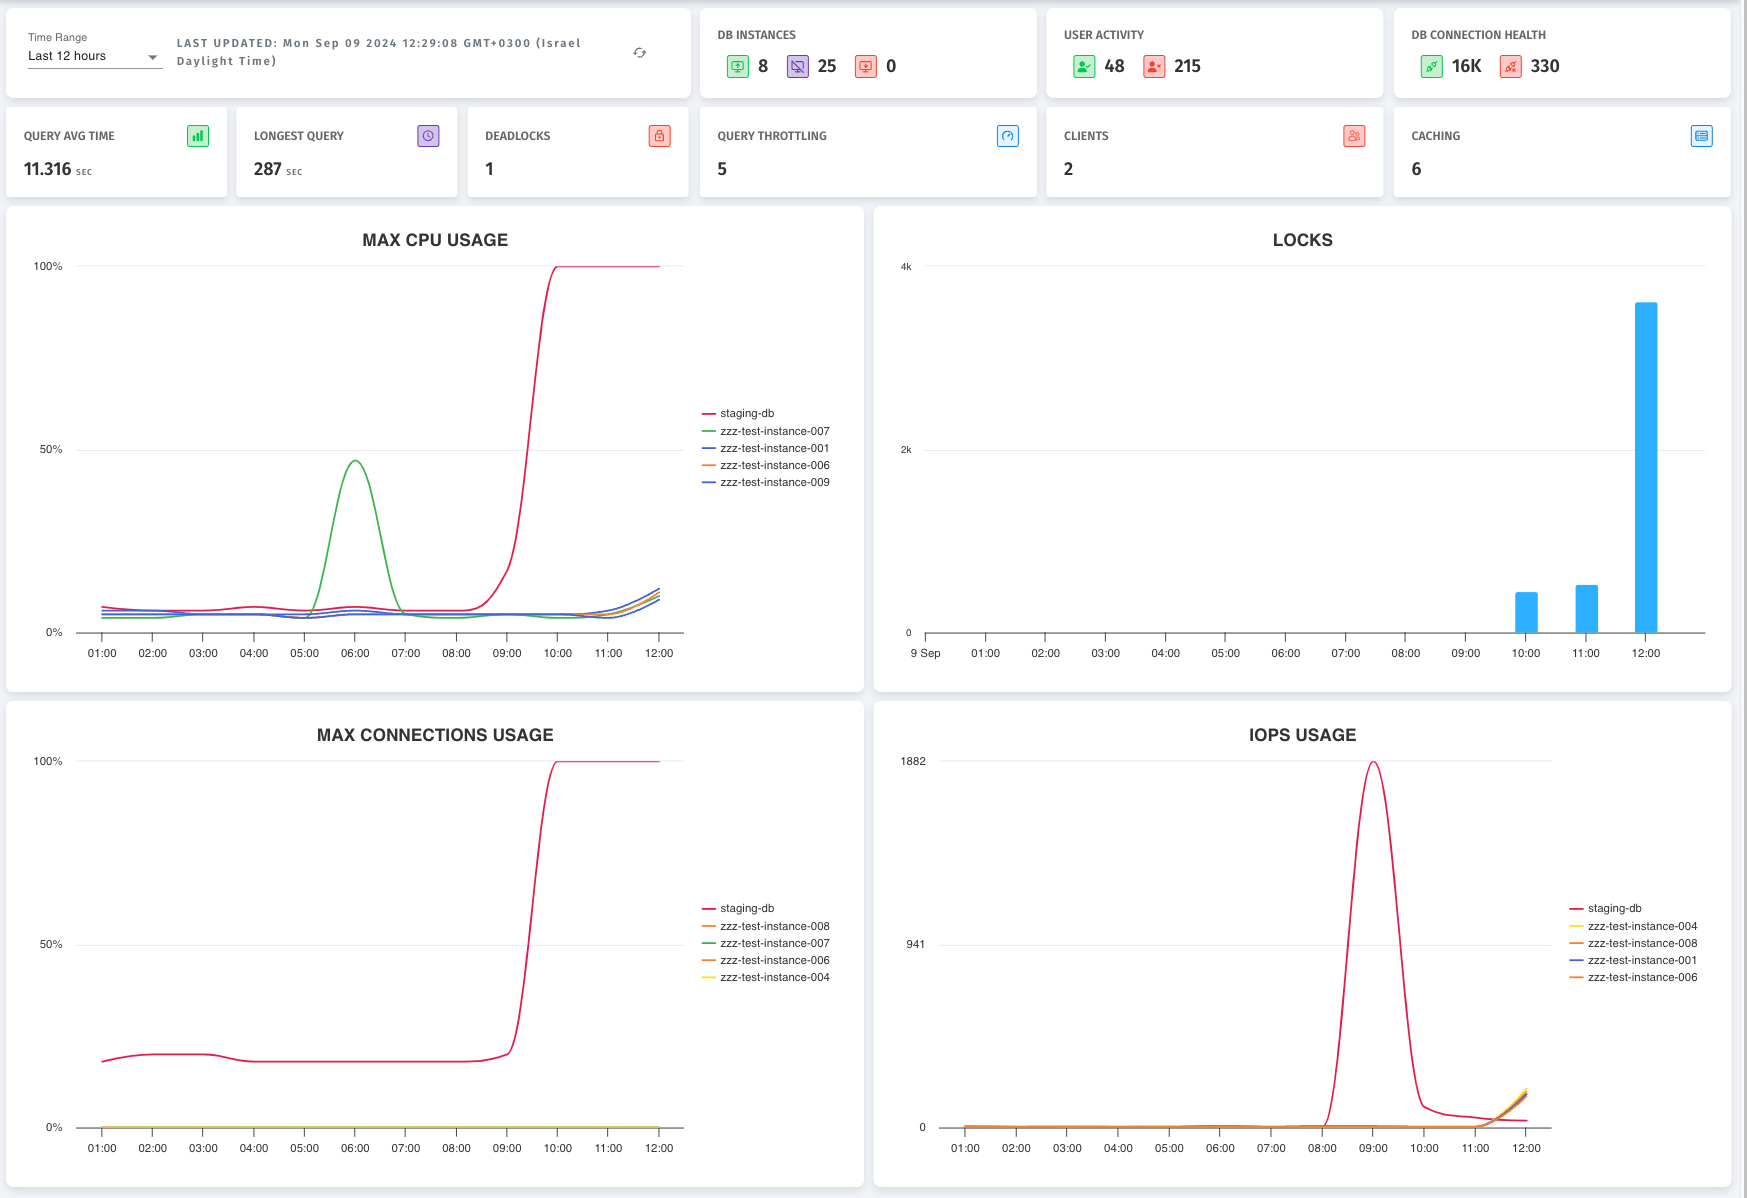 Time Range
Last 12 hours
LAST UPDATED: Mon Sep 09 2024 12:29:08 GMT+0300 (Israel
Daylight Time)
DB INSTANCES
8 25 0
USER ACTIVITY
48 215
DB CONNECTION HEALTH
16K 330
QUERY AVG TIME
11.316 SEC
LONGEST QUERY
287 SEC
DEADLOCKS
1
QUERY THROTTLING
5
CLIENTS
2
CACHING
6
MAX CPU USAGE
100%
50%
0%
01:00 02:00 03:00 04:00 05:00 06:00 07:00 08:00 09:00 10:00 11:00 12:00
staging-db
zzz-test-instance-007
zzz-test-instance-001
zzz-test-instance-006
zzz-test-instance-009
LOCKS
4k
2k
0
9 Sep 01:00 02:00 03:00 04:00 05:00 06:00 07:00 08:00 09:00 10:00 11:00 12:00
MAX CONNECTIONS USAGE
100%
50%
0%
01:00 02:00 03:00 04:00 05:00 06:00 07:00 08:00 09:00 10:00 11:00 12:00
staging-db
zzz-test-instance-008
zzz-test-instance-007
zzz-test-instance-006
zzz-test-instance-004
IOPS USAGE
1882
941
0
01:00 02:00 03:00 04:00 05:00 06:00 07:00 08:00 09:00 10:00 11:00 12:00
staging-db
zzz-test-instance-004
zzz-test-instance-008
zzz-test-instance-001
zzz-test-instance-006